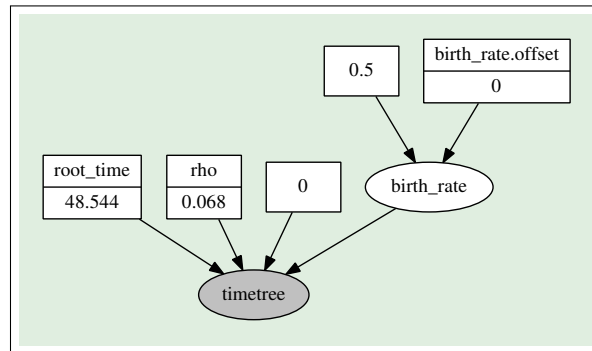 0.5
birth_rate.offset
0
root_time
48.544
rho
0.068
0
birth_rate
timetree